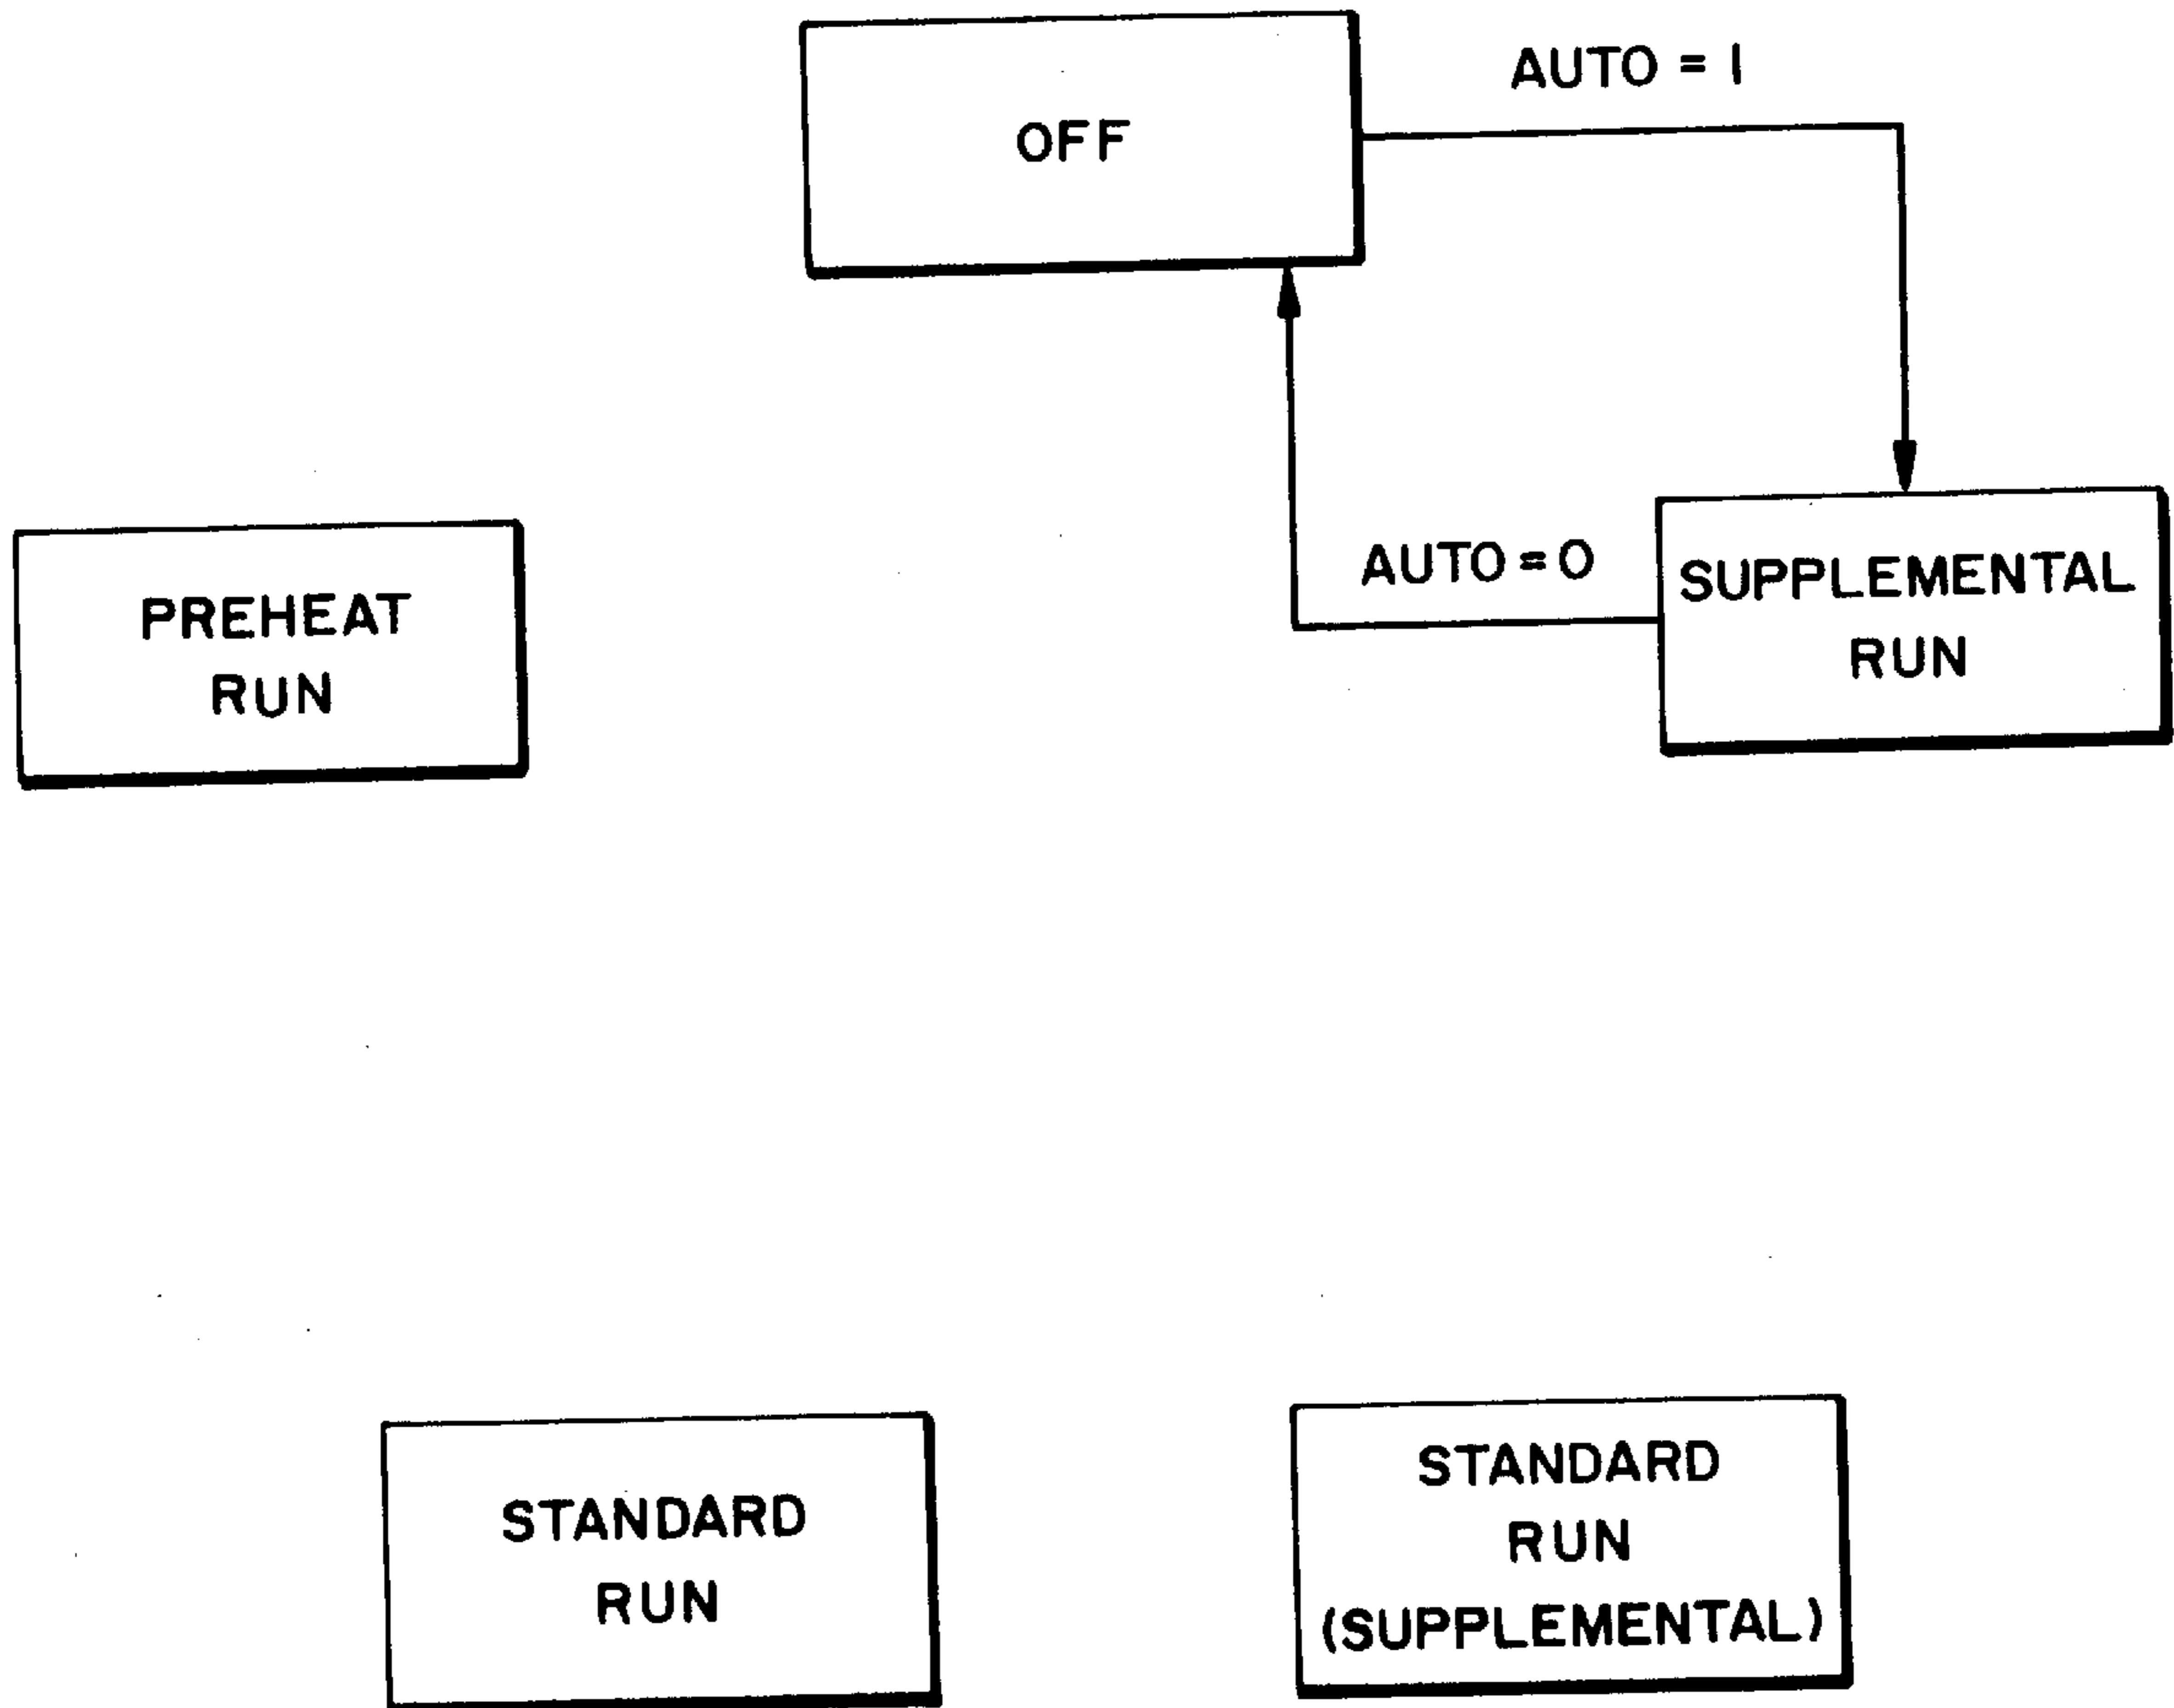 OFF
AUTO = 1
AUTO=0
SUPPLEMENTAL
RUN
PREHEAT
RUN
STANDARD
RUN
STANDARD
RUN
(SUPPLEMENTAL)